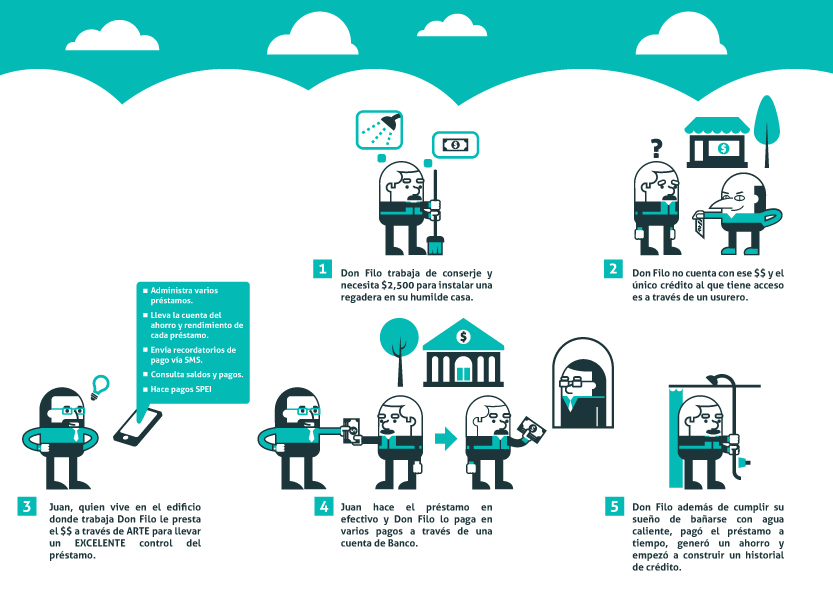 $
?
$
1
Don Filo trabaja de conserje y
necesita $2,500 para instalar una
regadera en su humilde casa.
2
Don Filo no cuenta con ese $$ y el
único crédito al que tiene acceso
es a través de un usurero.
Administra varios
préstamos.
Lleva la cuenta del
ahorro y rendimiento de
cada préstamo.
Envia recordatorios de
pago vía SMS.
Consulta saldos y pagos.
Hace pagos SPEI
$
3
Juan, quien vive en el edificio
donde trabaja Don Filo le presta
el $$ a través de ARTE para llevar
un EXCELENTE control del
préstamo.
4
Juan hace el préstamo en
efectivo y Don Filo lo paga en
varios pagos a través de una
cuenta de Banco.
5
Don Filo además de cumplir su
sueño de bañarse con agua
caliente, pagó el préstamo a
tiempo, generó un ahorro y
empezó a construir un historial
de crédito.